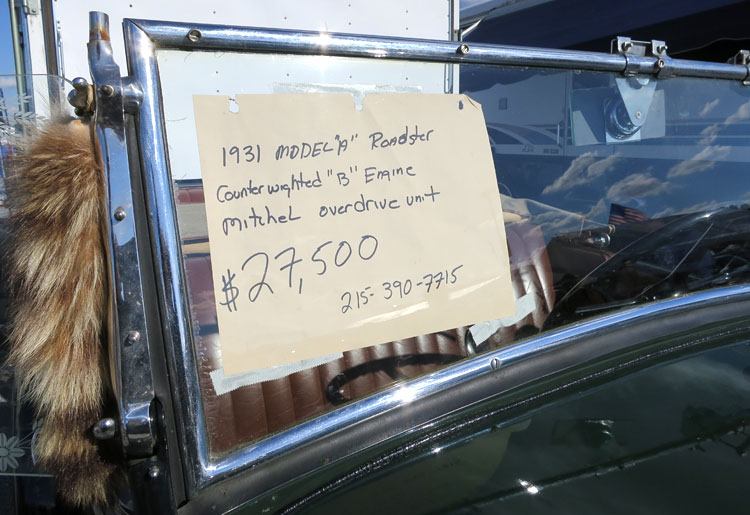 1931 MODEL "A" Roadster
Counterwighted "B" Engine
mitchel overdrive unit
$27,500
215-390-7715